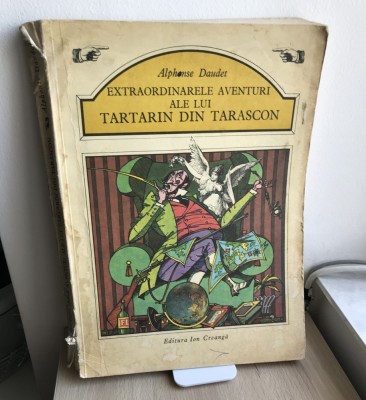 Alphonse Daudet
EXTRAORDINARELE AVENTURI
ALE LUI
TARTARIN DIN TARASCON
Editura Ion Creangă